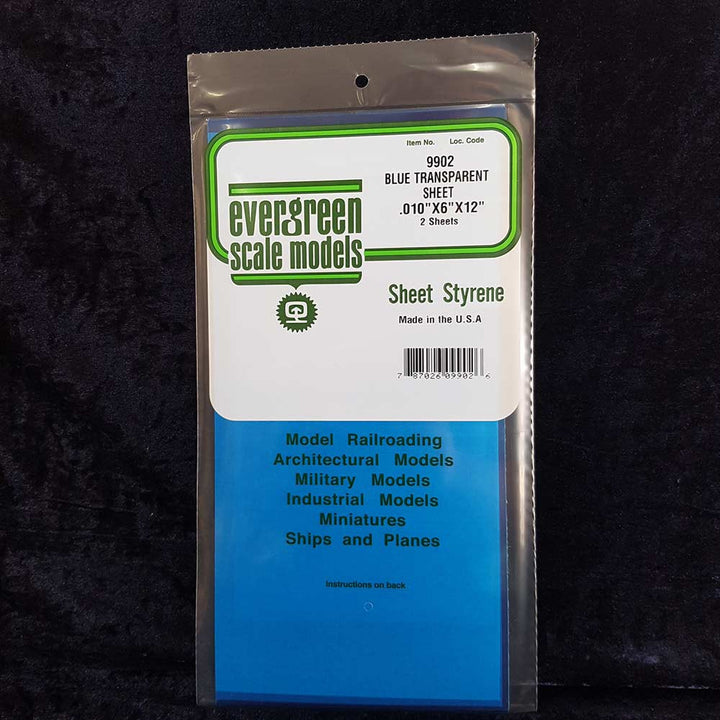 Item No. Loc. Code
9902
BLUE TRANSPARENT
SHEET
.010"X6"X12"
2 Sheets
evergreen
scale models
Sheet Styrene
Made in the U.S.A
7 87026 09902 6
Model Railroading
Architectural Models
Military Models
Industrial Models
Miniatures
Ships and Planes
Instructions on back